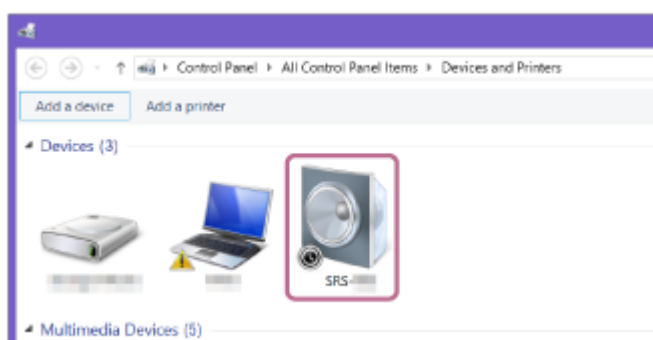 Control Panel ▸ All Control Panel Items ▸ Devices and Printers
Add a device Add a printer
Devices (3)
SRS-
Multimedia Devices (5)